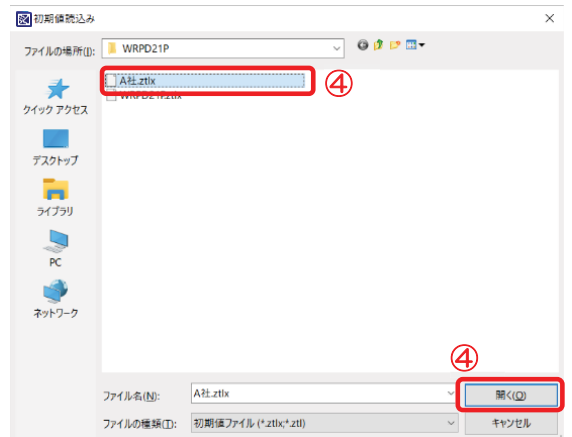 初期値読込み
ファイルの場所(I): WRPD21P
A社.ztlx ④
WRPD21P.ztlx
クイック アクセス
デスクトップ
ライブラリ
PC
ネットワーク
④
ファイル名(N): A社.ztlx 開く(O)
ファイルの種類(T): 初期値ファイル (*.ztlx;*.ztl) キャンセル